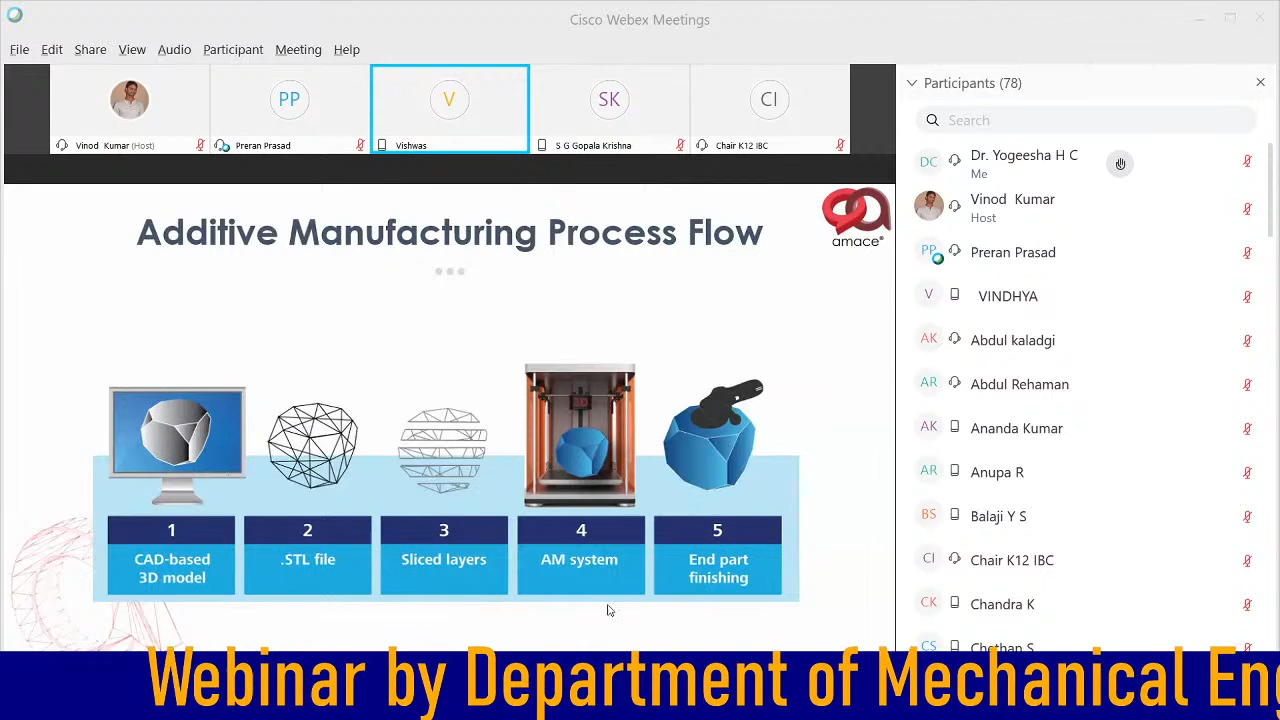 Cisco Webex Meetings
File Edit Share View Audio Participant Meeting Help
Vinod Kumar (Host)
PP
Preran Prasad
V
Vishwas
SK
S G Gopala Krishna
CI
Chair K12 IBC
Additive Manufacturing Process Flow
amace®
3D
1
CAD-based
3D model
2
.STL file
3
Sliced layers
4
AM system
5
End part
finishing
Participants (78)
Search
DC Dr. Yogeesha H C
Me
Vinod Kumar
Host
PP Preran Prasad
V VINDHYA
AK Abdul kaladgi
AR Abdul Rehaman
AK Ananda Kumar
AR Anupa R
BS Balaji Y S
CI Chair K12 IBC
CK Chandra K
CS Chethan S
Webinar by Department of Mechanical Eng